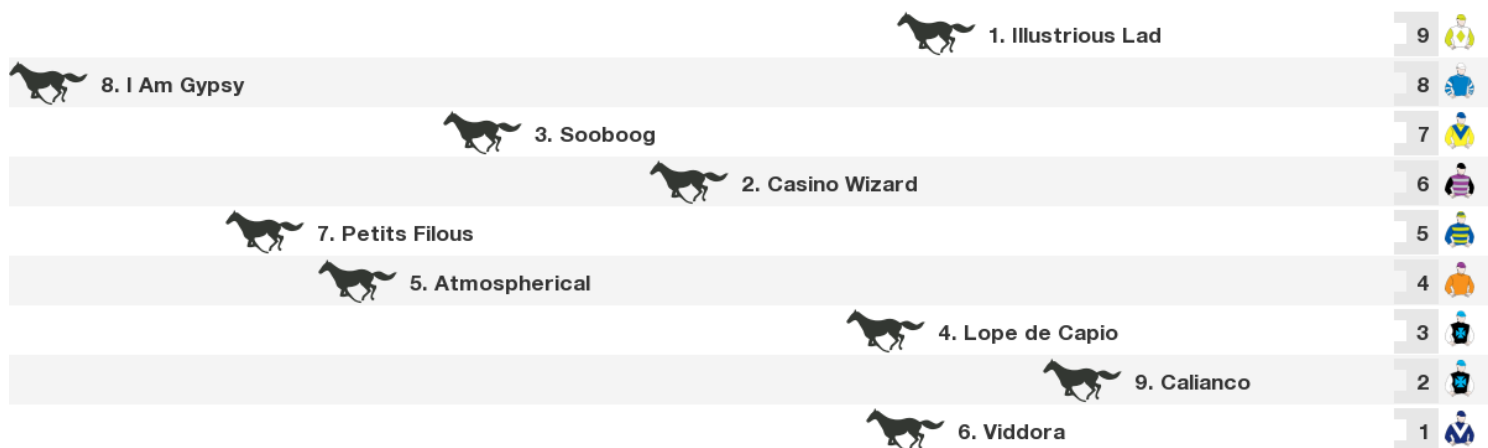 1. Illustrious Lad 9
8. I Am Gypsy 8
3. Sooboog 7
2. Casino Wizard 6
7. Petits Filous 5
5. Atmospherical 4
4. Lope de Capio 3
9. Calianco 2
6. Viddora 1